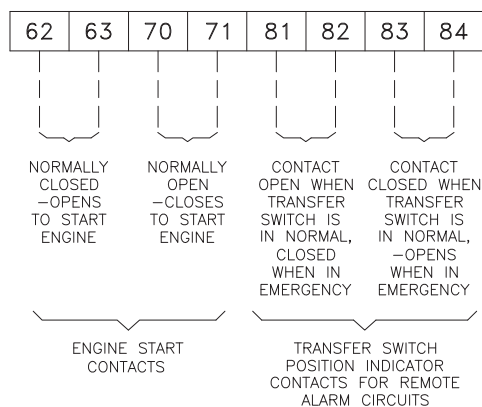 62 63 70 71 81 82 83 84
NORMALLY
CLOSED
–OPENS
TO START
ENGINE
NORMALLY
OPEN
–CLOSES
TO START
ENGINE
CONTACT
OPEN WHEN
TRANSFER
SWITCH IS
IN NORMAL,
CLOSED
WHEN IN
EMERGENCY
CONTACT
CLOSED WHEN
TRANSFER
SWITCH IS
IN NORMAL,
–OPENS
WHEN IN
EMERGENCY
ENGINE START
CONTACTS
TRANSFER SWITCH
POSITION INDICATOR
CONTACTS FOR REMOTE
ALARM CIRCUITS